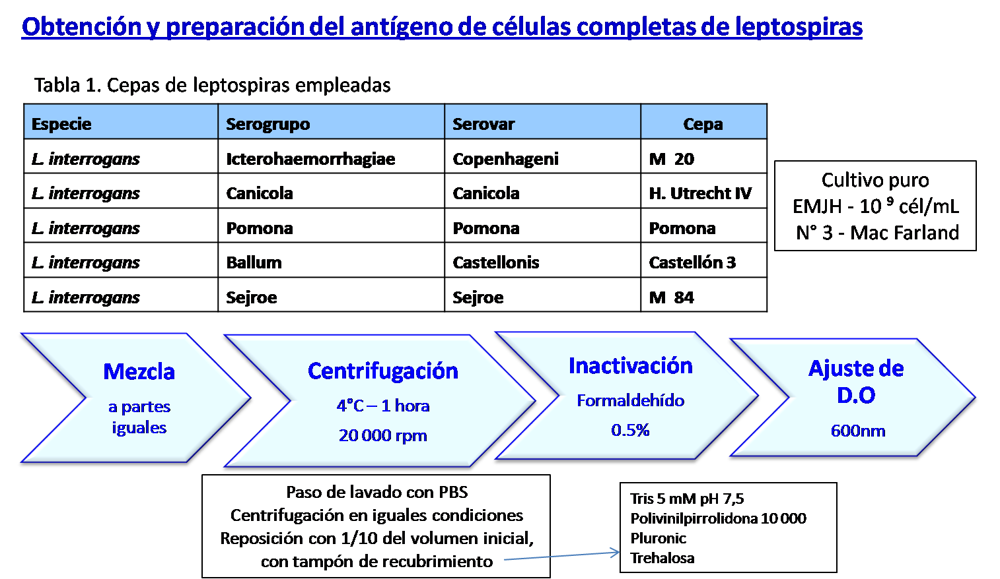 Obtención y preparación del antígeno de células completas de leptospiras
Tabla 1. Cepas de leptospiras empleadas
Especie Serogrupo Serovar Cepa
L. interrogans Icterohaemorrhagiae Copenhageni M 20
L. interrogans Canicola Canicola H. Utrecht IV
L. interrogans Pomona Pomona Pomona
L. interrogans Ballum Castellonis Castellón 3
L. interrogans Sejroe Sejroe M 84
Cultivo puro
EMJH - 10 ⁹ cél/mL
N° 3 - Mac Farland
Mezcla
a partes
iguales
Centrifugación
4°C – 1 hora
20 000 rpm
Inactivación
Formaldehído
0.5%
Ajuste de
D.O
600nm
Paso de lavado con PBS
Centrifugación en iguales condiciones
Reposición con 1/10 del volumen inicial,
con tampón de recubrimiento
Tris 5 mM pH 7,5
Polivinilpirrolidona 10 000
Pluronic
Trehalosa